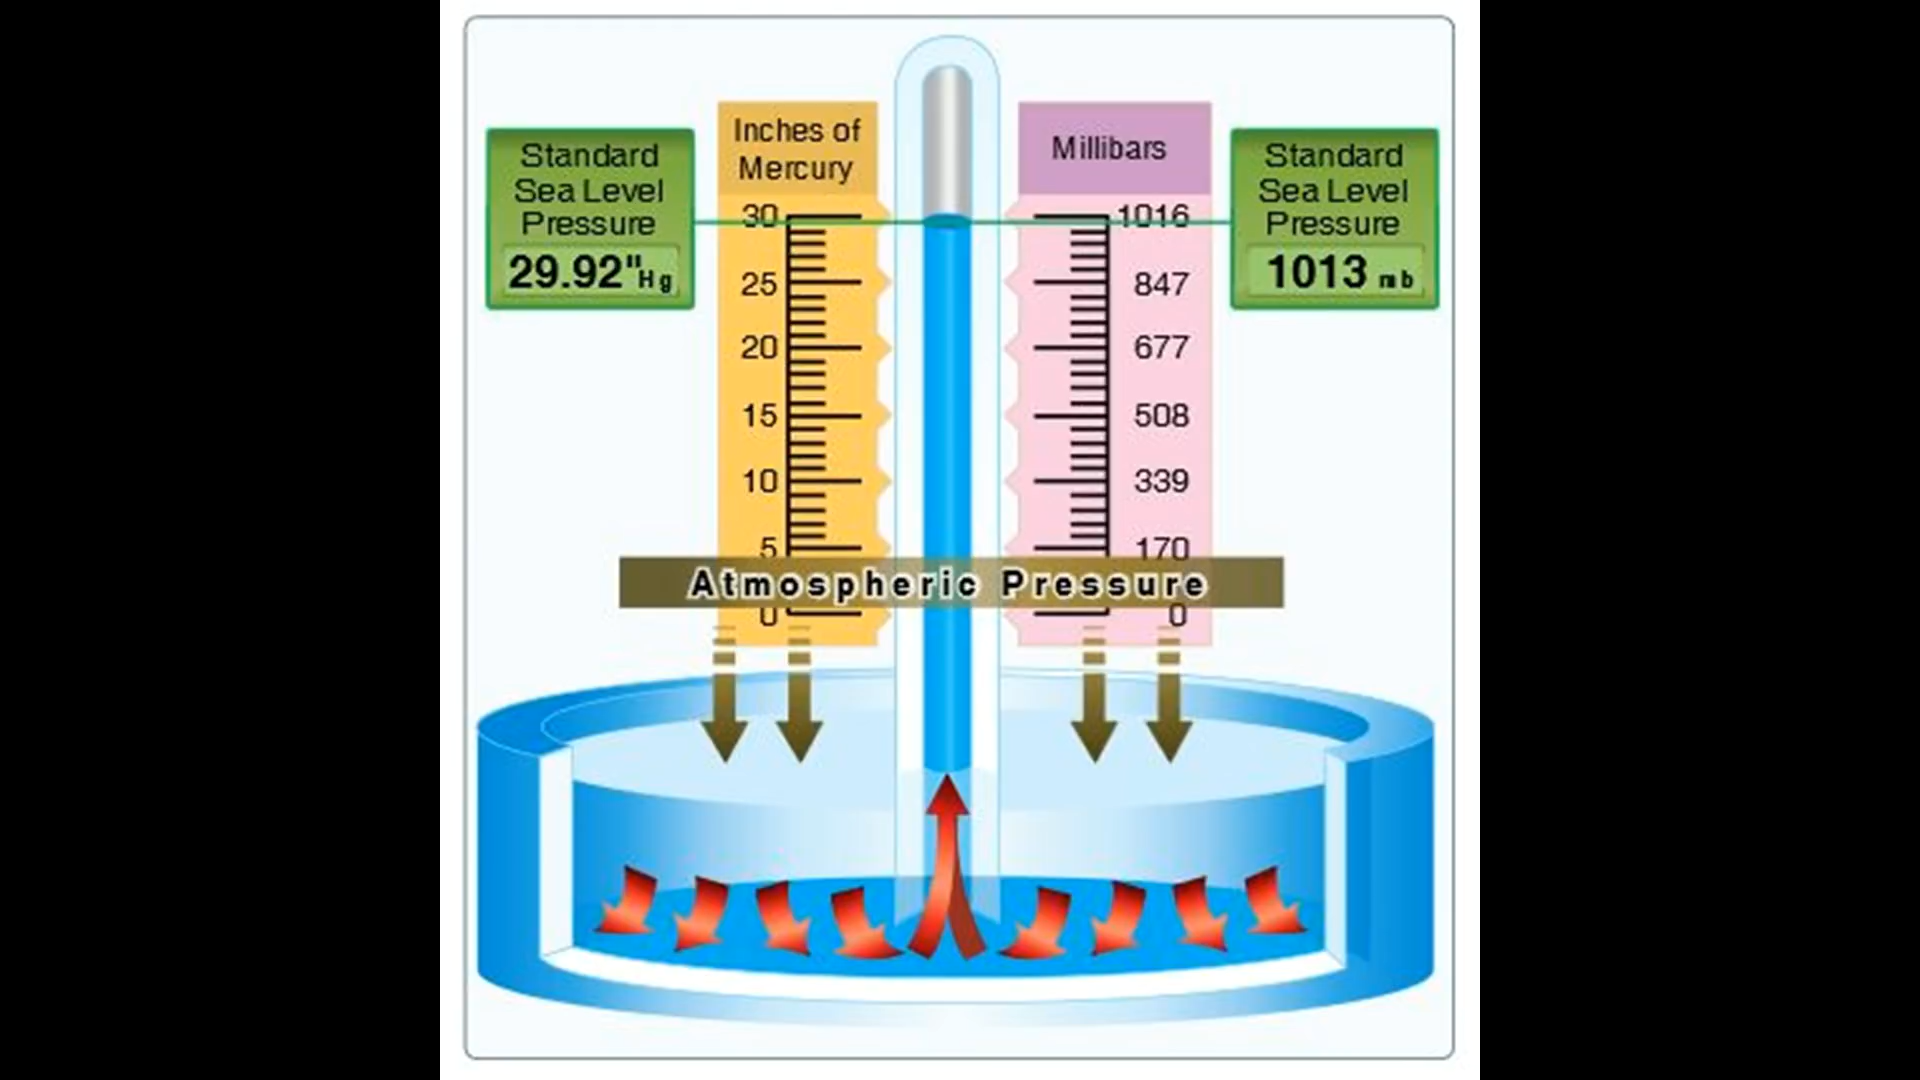 Inches of
Mercury
Millibars
Standard
Sea Level
Pressure
29.92"Hg
Standard
Sea Level
Pressure
1013 mb
30
25
20
15
10
5
0
1016
847
677
508
339
170
0
Atmospheric Pressure